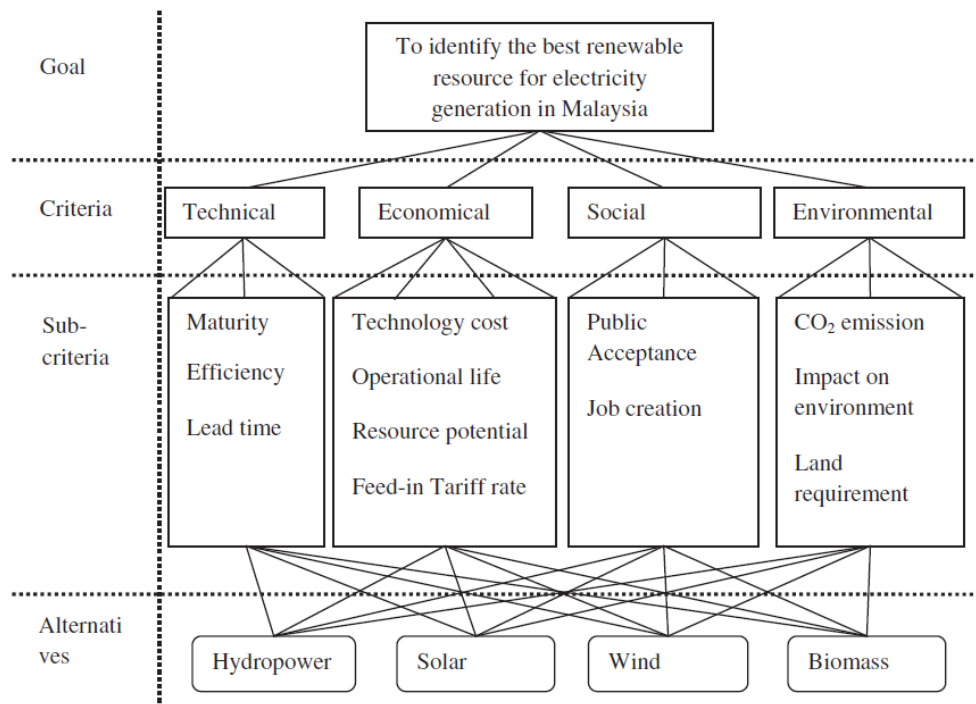 Goal
To identify the best renewable
resource for electricity
generation in Malaysia
Criteria
Technical
Economical
Social
Environmental
Sub-
criteria
Maturity
Efficiency
Lead time
Technology cost
Operational life
Resource potential
Feed-in Tariff rate
Public
Acceptance
Job creation
CO₂ emission
Impact on
environment
Land
requirement
Alternati
ves
Hydropower
Solar
Wind
Biomass